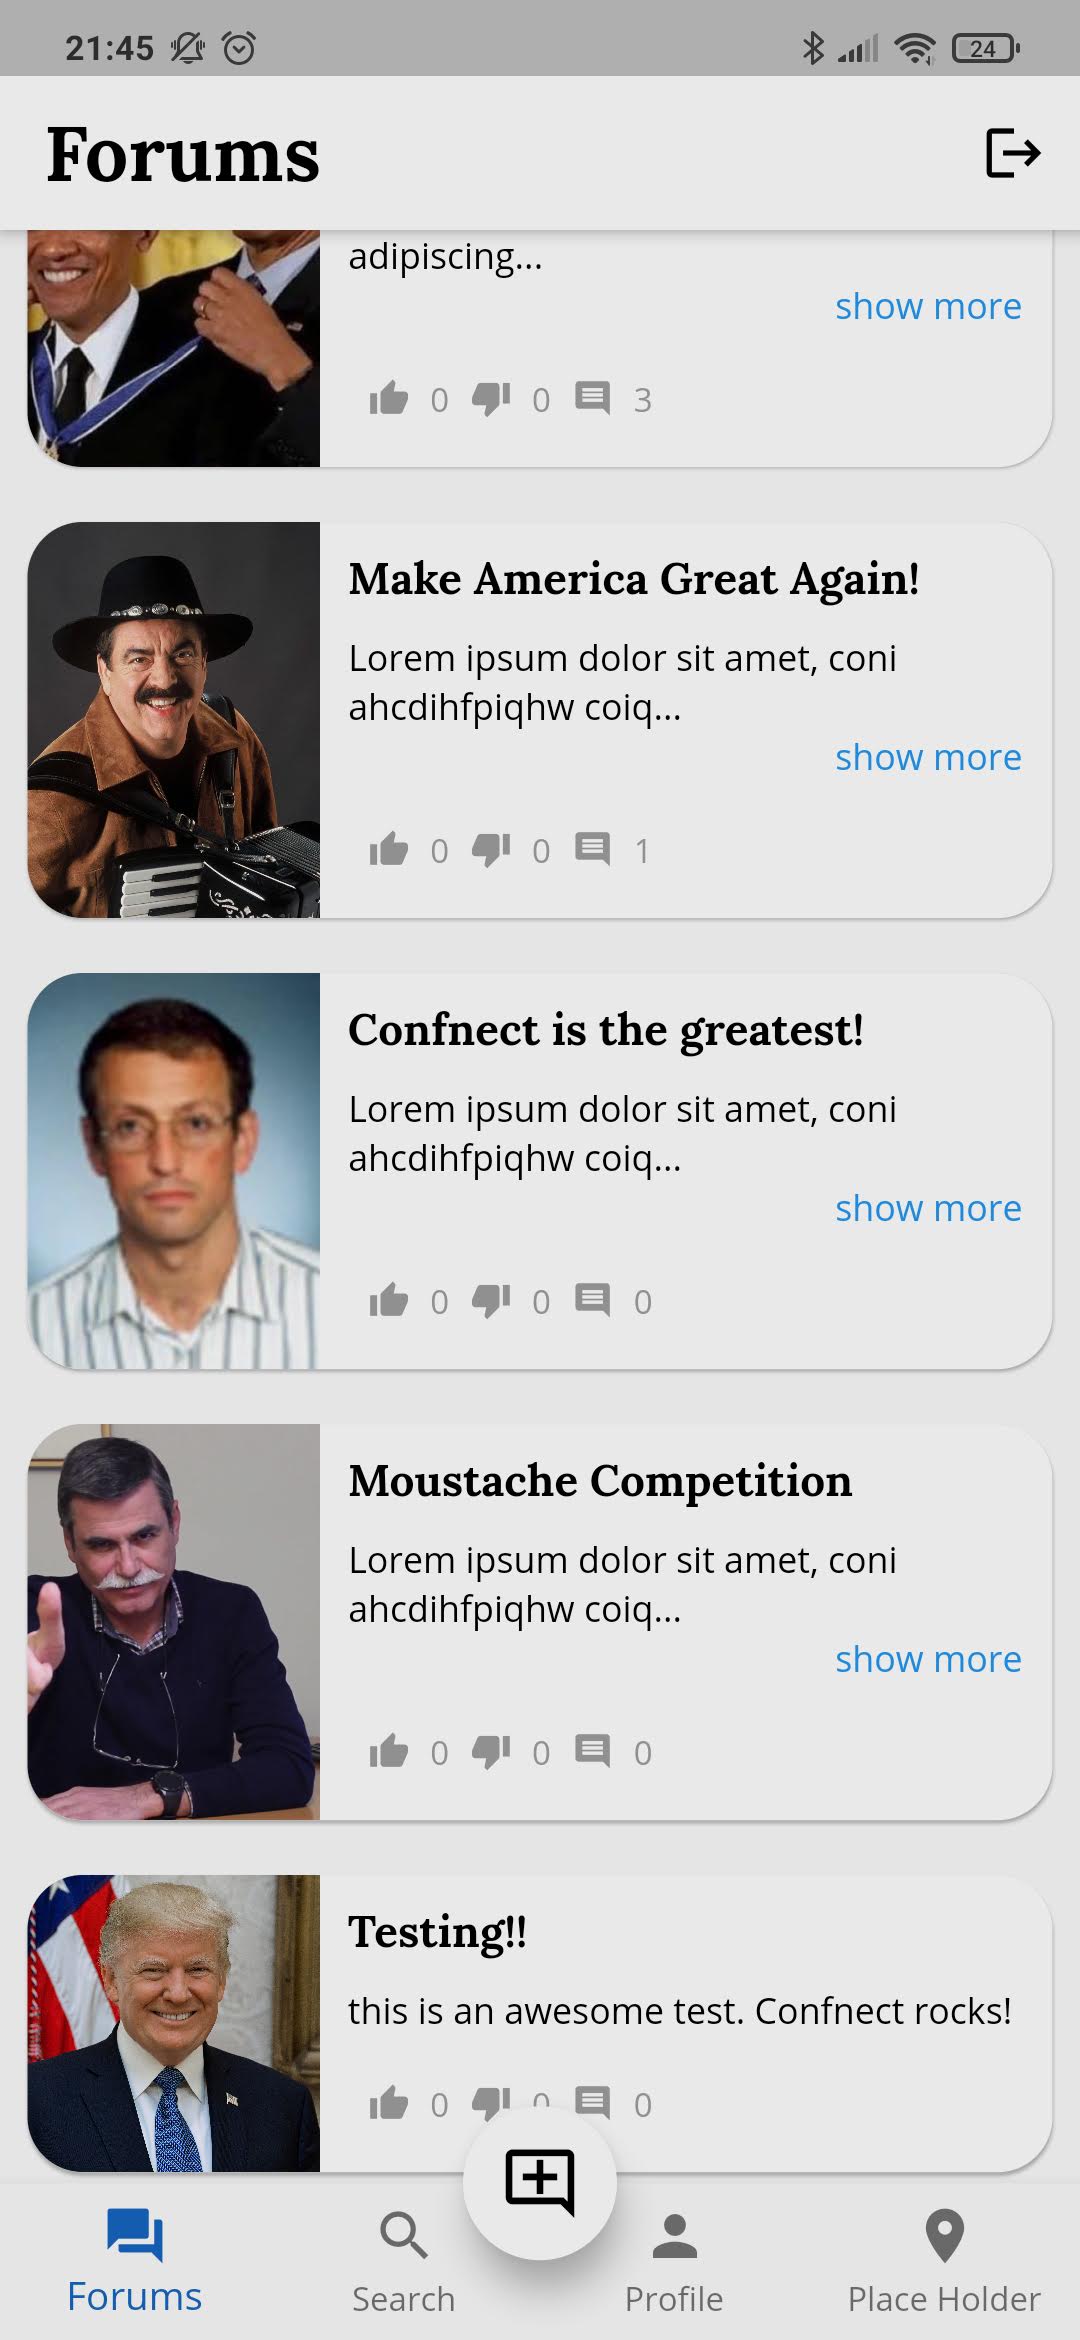 21:45
24
Forums
adipiscing...
show more
0 0 3
Make America Great Again!
Lorem ipsum dolor sit amet, coni
ahcdihfpiqhw coiq...
show more
0 0 1
Confnect is the greatest!
Lorem ipsum dolor sit amet, coni
ahcdihfpiqhw coiq...
show more
0 0 0
Moustache Competition
Lorem ipsum dolor sit amet, coni
ahcdihfpiqhw coiq...
show more
0 0 0
Testing!!
this is an awesome test. Confnect rocks!
0 0 0
Forums
Search
Profile
Place Holder